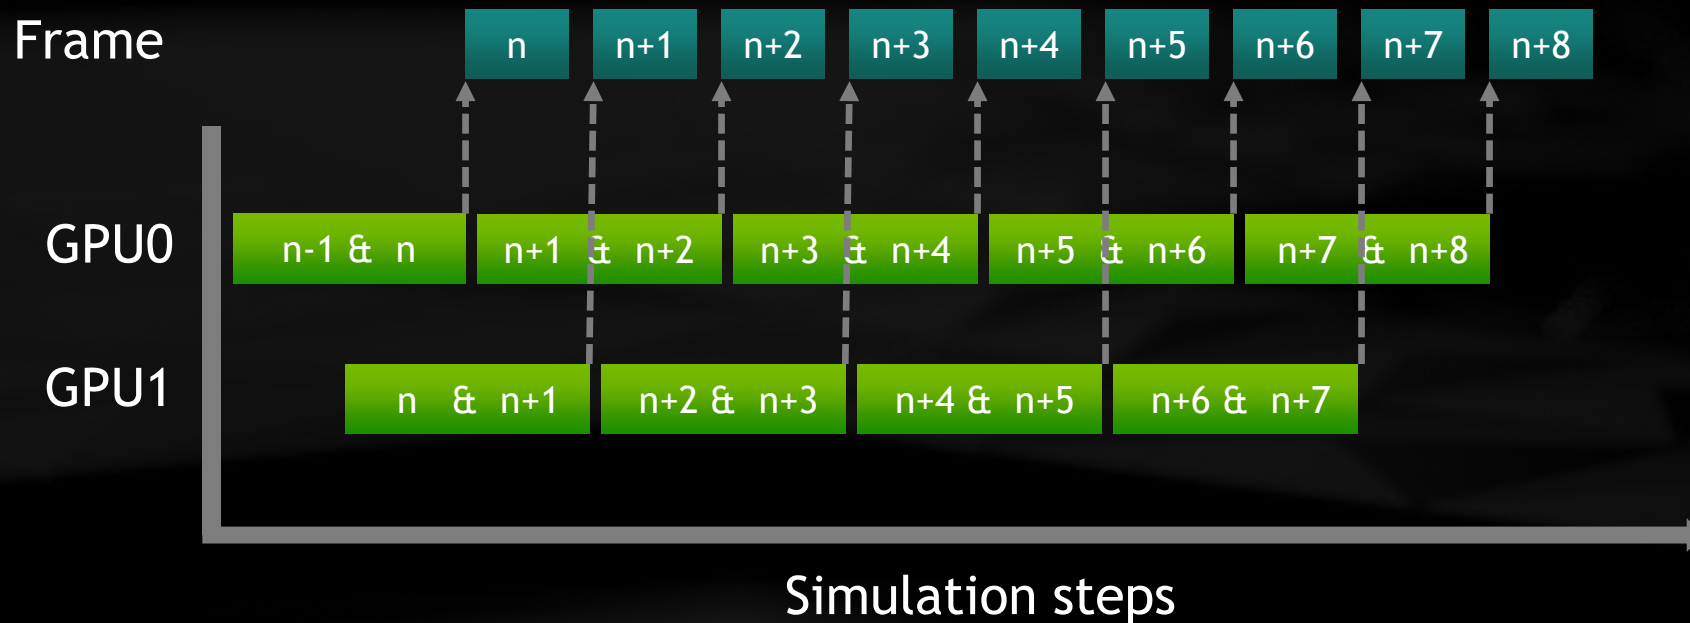 Frame n n+1 n+2 n+3 n+4 n+5 n+6 n+7 n+8
GPU0 n-1 & n n+1 & n+2 n+3 & n+4 n+5 & n+6 n+7 & n+8
GPU1 n & n+1 n+2 & n+3 n+4 & n+5 n+6 & n+7
Simulation steps